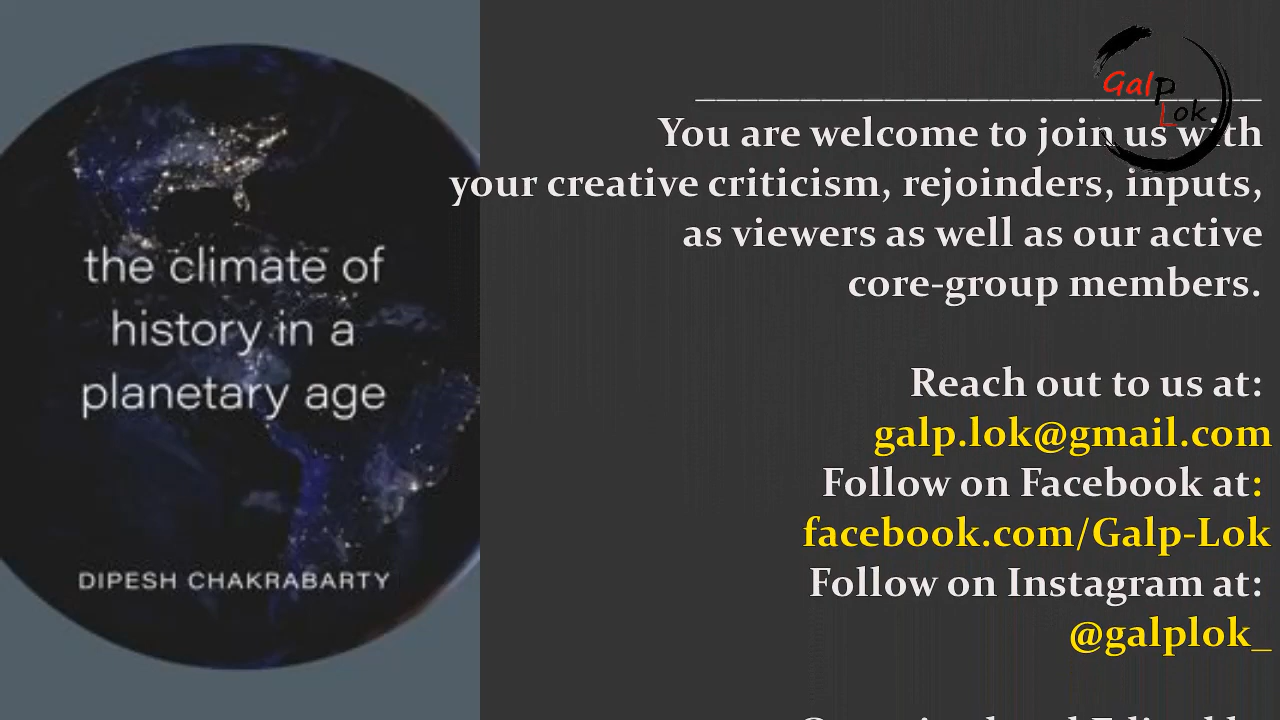 the climate of
history in a
planetary age
DIPESH CHAKRABARTY
Galp
Lok
You are welcome to join us with
your creative criticism, rejoinders, inputs,
as viewers as well as our active
core-group members.
Reach out to us at:
galp.lok@gmail.com
Follow on Facebook at:
facebook.com/Galp-Lok
Follow on Instagram at:
@galplok_